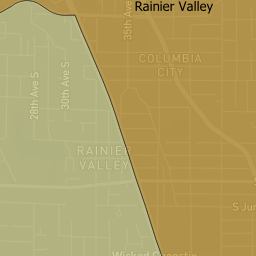 Rainier Valley
35th Ave
COLUMBIA
CITY
28th Ave S
30th Ave S
RAINIER
VALLEY
S Jun